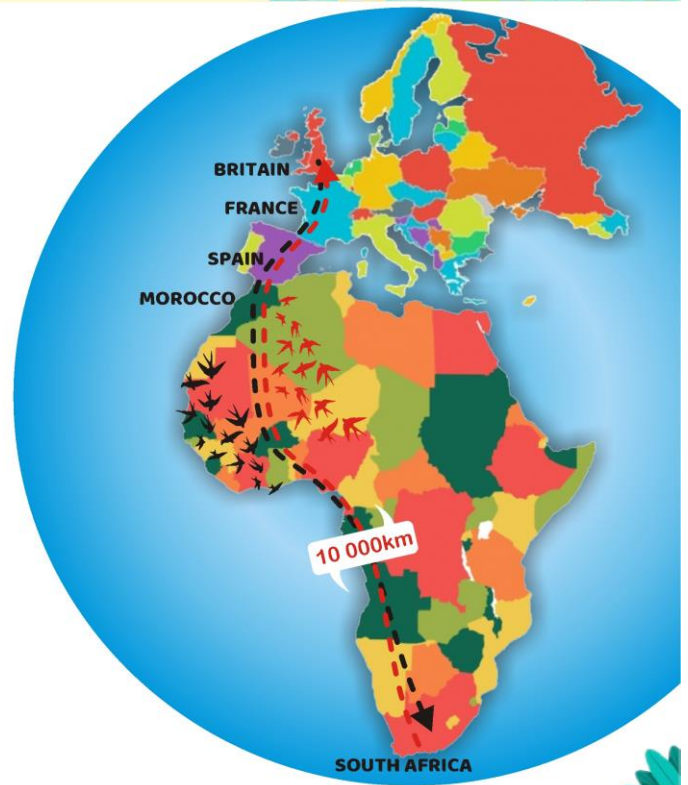 BRITAIN
FRANCE
SPAIN
MOROCCO
10 000km
SOUTH AFRICA